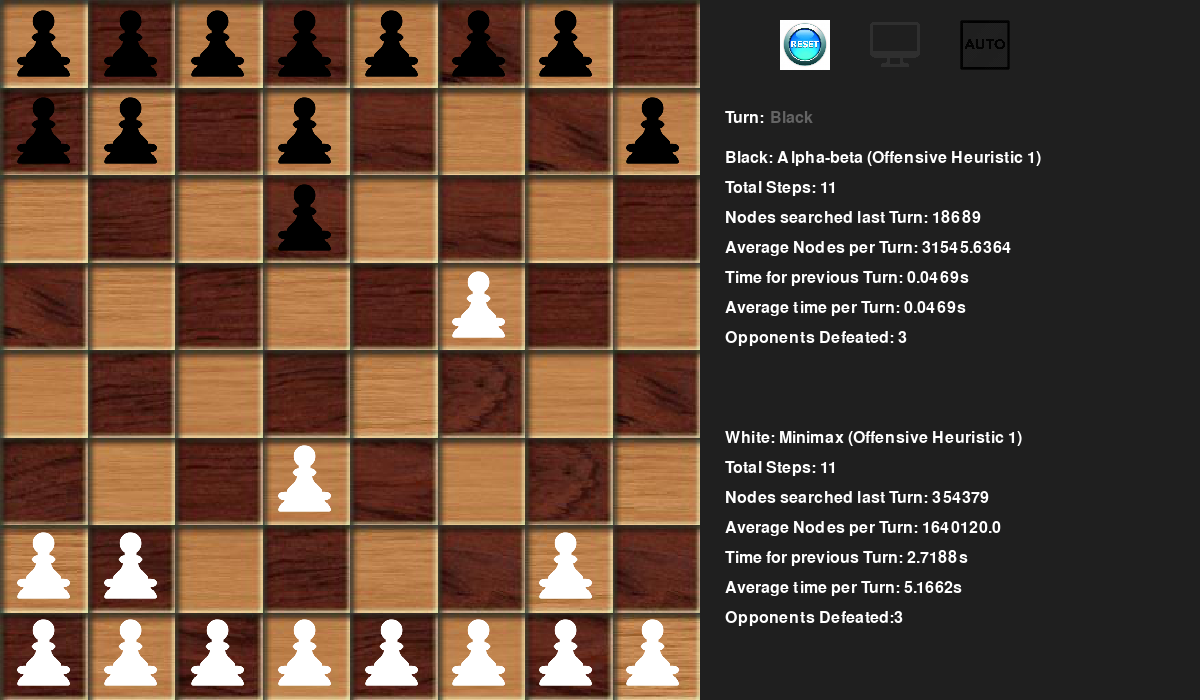 RESET
AUTO
Turn: Black
Black: Alpha-beta (Offensive Heuristic 1)
Total Steps: 11
Nodes searched last Turn: 18689
Average Nodes per Turn: 31545.6364
Time for previous Turn: 0.0469s
Average time per Turn: 0.0469s
Opponents Defeated: 3
White: Minimax (Offensive Heuristic 1)
Total Steps: 11
Nodes searched last Turn: 354379
Average Nodes per Turn: 1640120.0
Time for previous Turn: 2.7188s
Average time per Turn: 5.1662s
Opponents Defeated:3